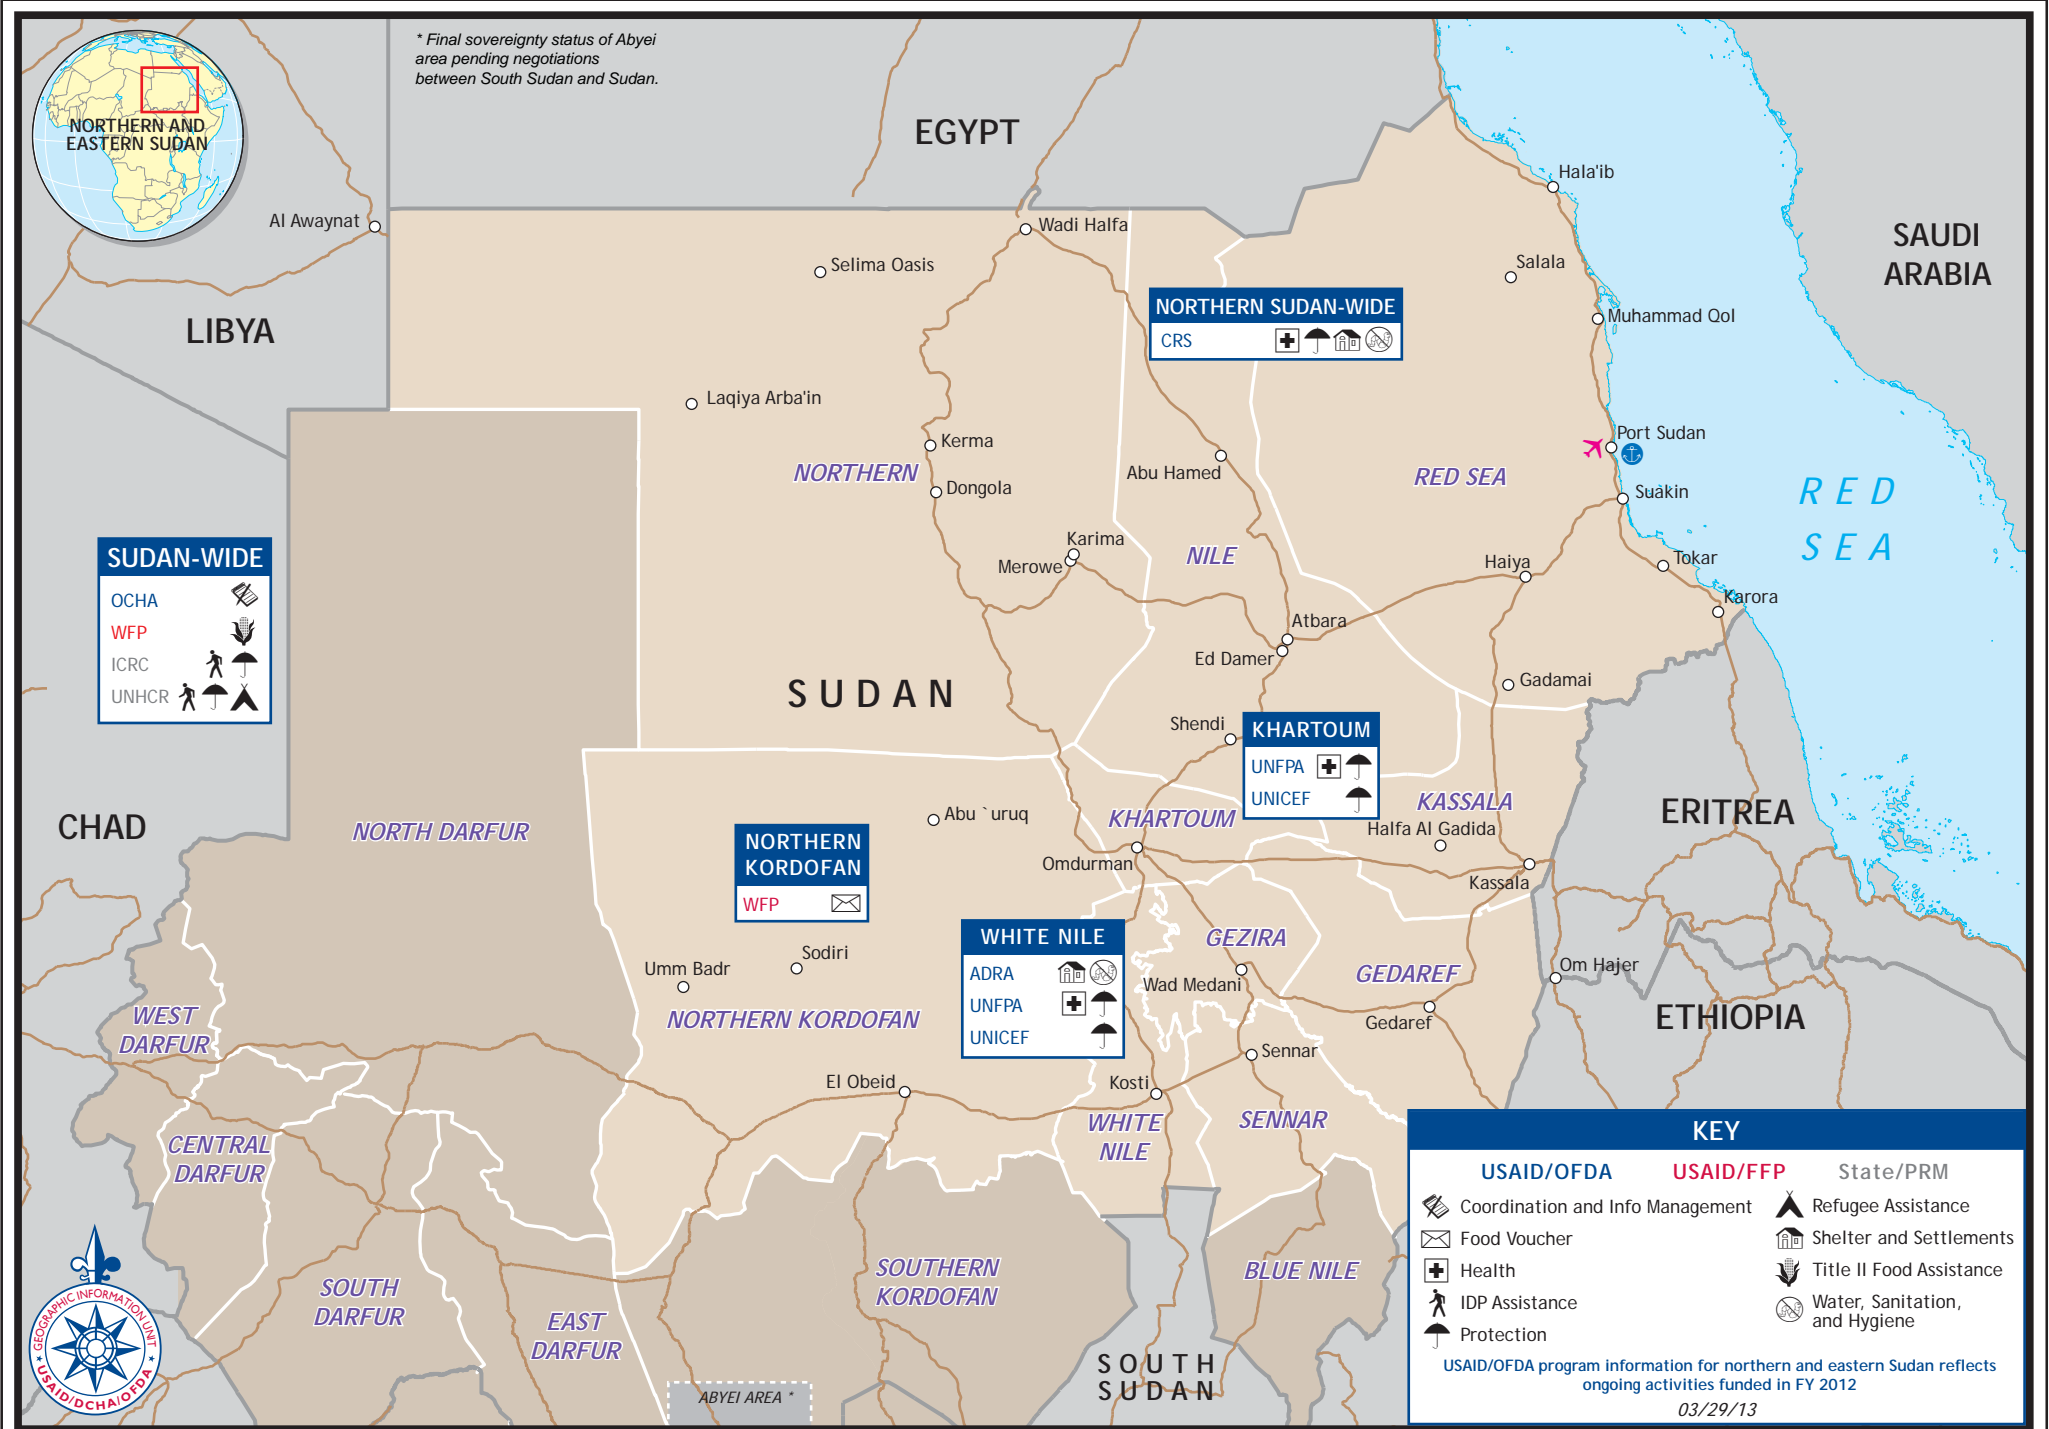 * Final sovereignty status of Abyei
area pending negotiations
between South Sudan and Sudan.
NORTHERN AND
EASTERN SUDAN
EGYPT
Hala'ib
Al Awaynat
Wadi Halfa
SAUDI
ARABIA
Selima Oasis
Salala
LIBYA
NORTHERN SUDAN-WIDE
CRS
Muhammad Qol
Laqiya Arba'in
Kerma
Port Sudan
NORTHERN
Abu Hamed
RED SEA
Dongola
Suakin
RED
SEA
SUDAN-WIDE
OCHA
WFP
ICRC
UNHCR
Karima
Merowe
NILE
Haiya
Tokar
Karora
Atbara
Ed Damer
SUDAN
Gadamai
Shendi
KHARTOUM
UNFPA
UNICEF
KASSALA
ERITREA
CHAD
NORTH DARFUR
Abu `uruq
KHARTOUM
Halfa Al Gadida
NORTHERN
KORDOFAN
WFP
Omdurman
Kassala
WHITE NILE
ADRA
UNFPA
UNICEF
GEZIRA
Sodiri
Umm Badr
Wad Medani
GEDAREF
Om Hajer
WEST
DARFUR
NORTHERN KORDOFAN
Gedaref
ETHIOPIA
Sennar
El Obeid
Kosti
WHITE
NILE
SENNAR
CENTRAL
DARFUR
SOUTH
DARFUR
EAST
DARFUR
SOUTHERN
KORDOFAN
BLUE NILE
SOUTH
SUDAN
ABYEI AREA *
GEOGRAPHIC INFORMATION UNIT
USAID/DCHA/OFDA
KEY
USAID/OFDA USAID/FFP State/PRM
Coordination and Info Management
Food Voucher
Health
IDP Assistance
Protection
Refugee Assistance
Shelter and Settlements
Title II Food Assistance
Water, Sanitation,
and Hygiene
USAID/OFDA program information for northern and eastern Sudan reflects
ongoing activities funded in FY 2012
03/29/13